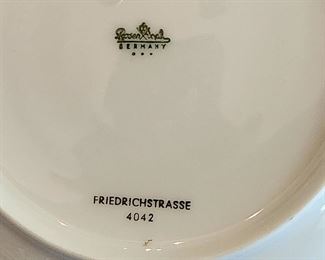 Rosenthal
GERMANY
FRIEDRICHSTRASSE
4042